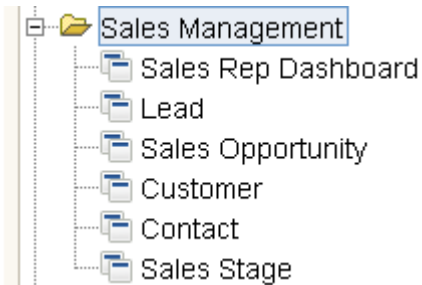 Sales Management
Sales Rep Dashboard
Lead
Sales Opportunity
Customer
Contact
Sales Stage